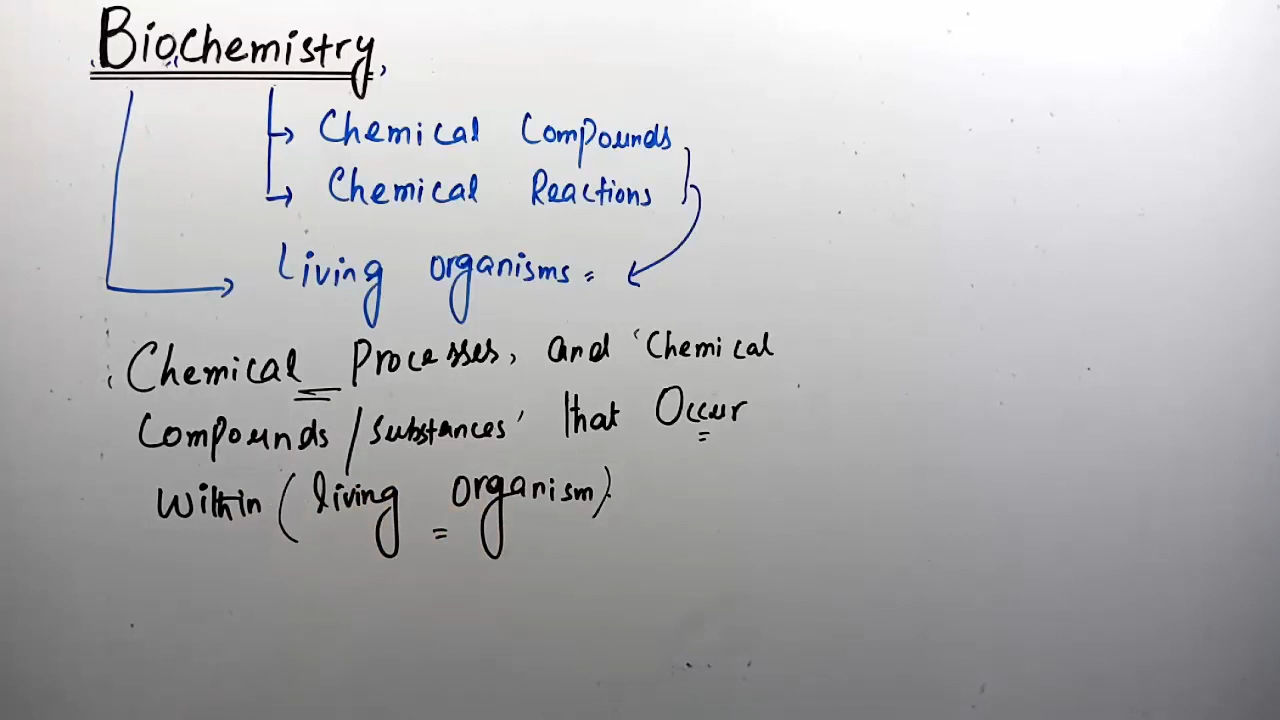 Biochemistry,
Chemical Compounds
Chemical Reactions
Living organisms =
Chemical Processes, and 'Chemical
Compounds/substances' that Occur
within (living organism).